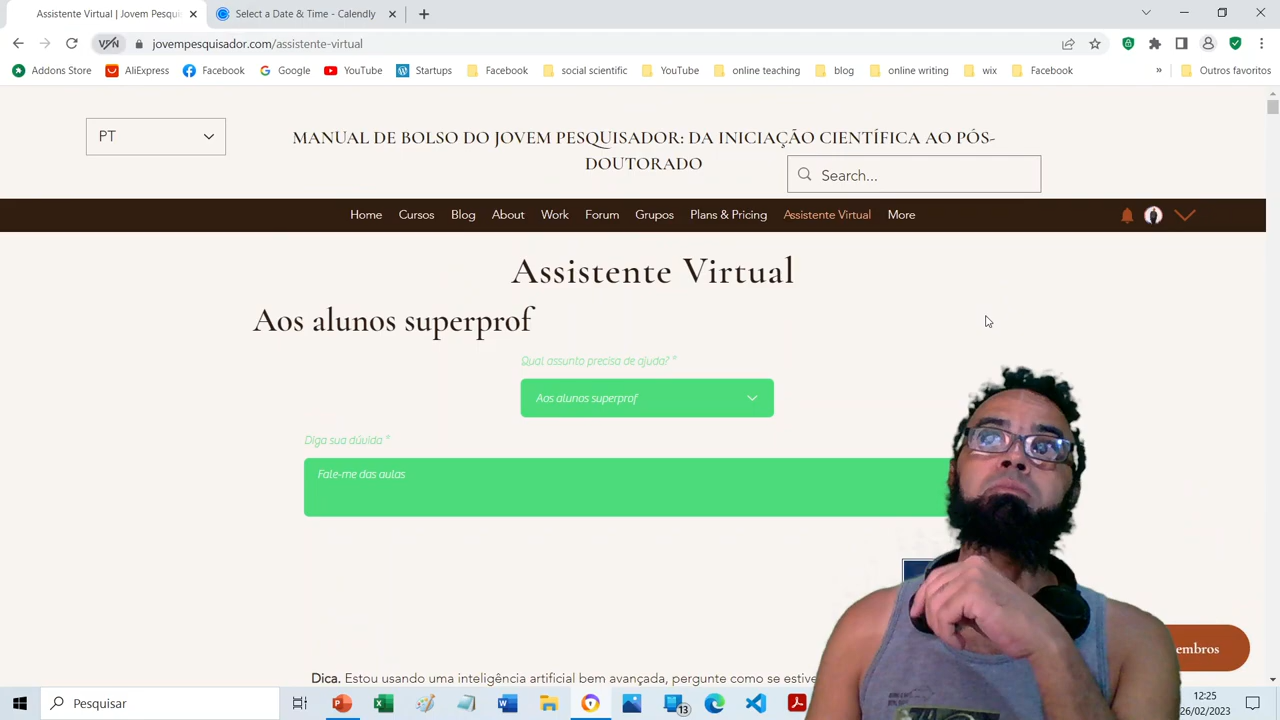 Assistente Virtual | Jovem Pesqui
Select a Date & Time - Calendly
VPN
jovempesquisador.com/assistente-virtual
Addons Store
AliExpress
Facebook
Google
YouTube
Startups
Facebook
social scientific
YouTube
online teaching
blog
online writing
wix
Facebook
»
Outros favoritos
PT
MANUAL DE BOLSO DO JOVEM PESQUISADOR: DA INICIAÇÃO CIENTÍFICA AO PÓS-
DOUTORADO
Search...
Home Cursos Blog About Work Forum Grupos Plans & Pricing Assistente Virtual More
Assistente Virtual
Aos alunos superprof
Qual assunto precisa de ajuda? *
Aos alunos superprof
Diga sua dúvida *
Fale-me das aulas
embros
Dica. Estou usando uma inteligência artificial bem avançada, pergunte como se estive
Pesquisar
13
12:25
26/02/2023